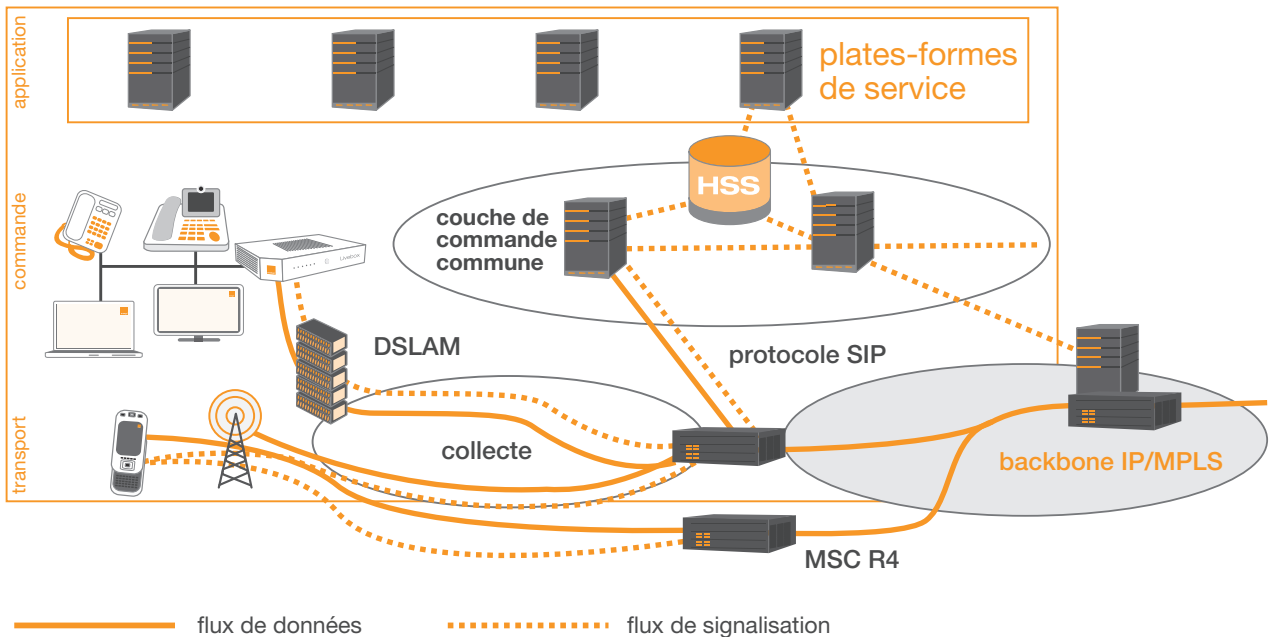 application
plates-formes
de service
commande
HSS
couche de
commande
commune
Livebox
DSLAM
protocole SIP
transport
collecte
backbone IP/MPLS
MSC R4
flux de données
flux de signalisation